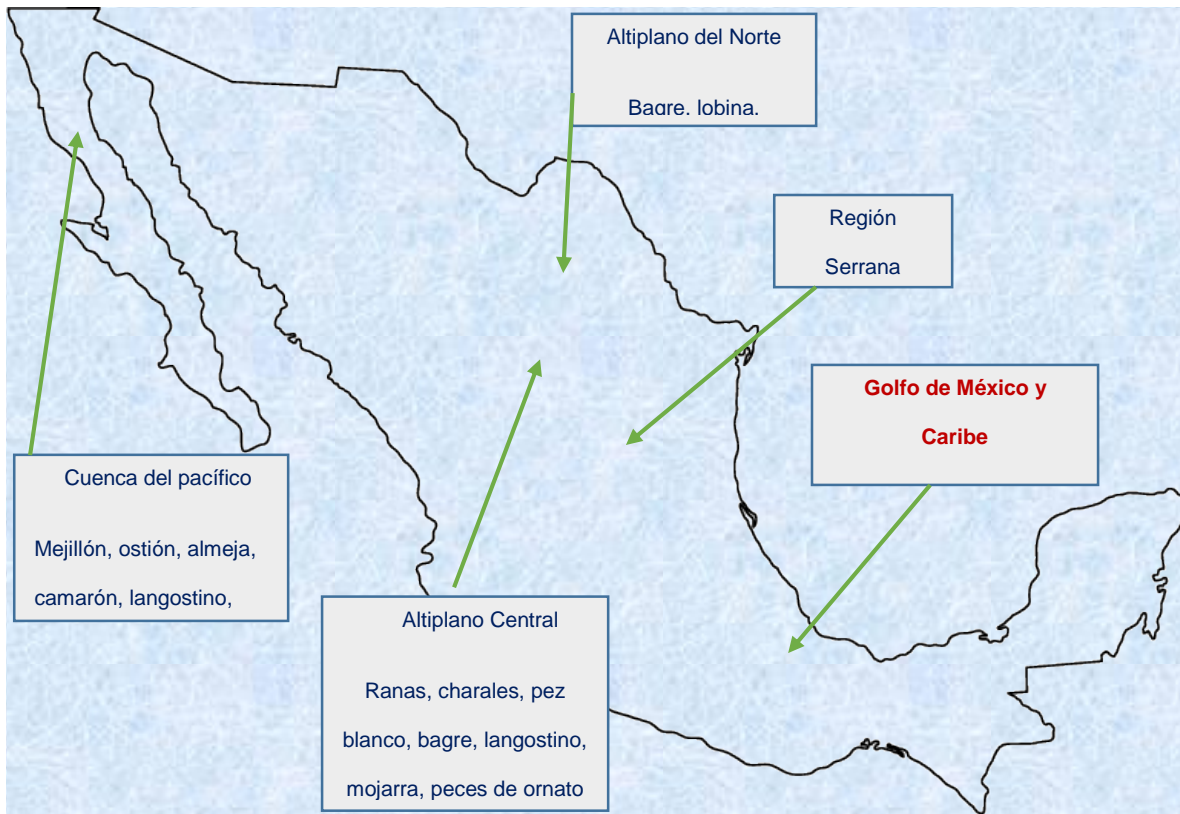 Altiplano del Norte
Bagre, lobina,
Región
Serrana
Golfo de México y
Caribe
Cuenca del pacífico
Mejillón, ostión, almeja,
camarón, langostino,
Altiplano Central
Ranas, charales, pez
blanco, bagre, langostino,
mojarra, peces de ornato